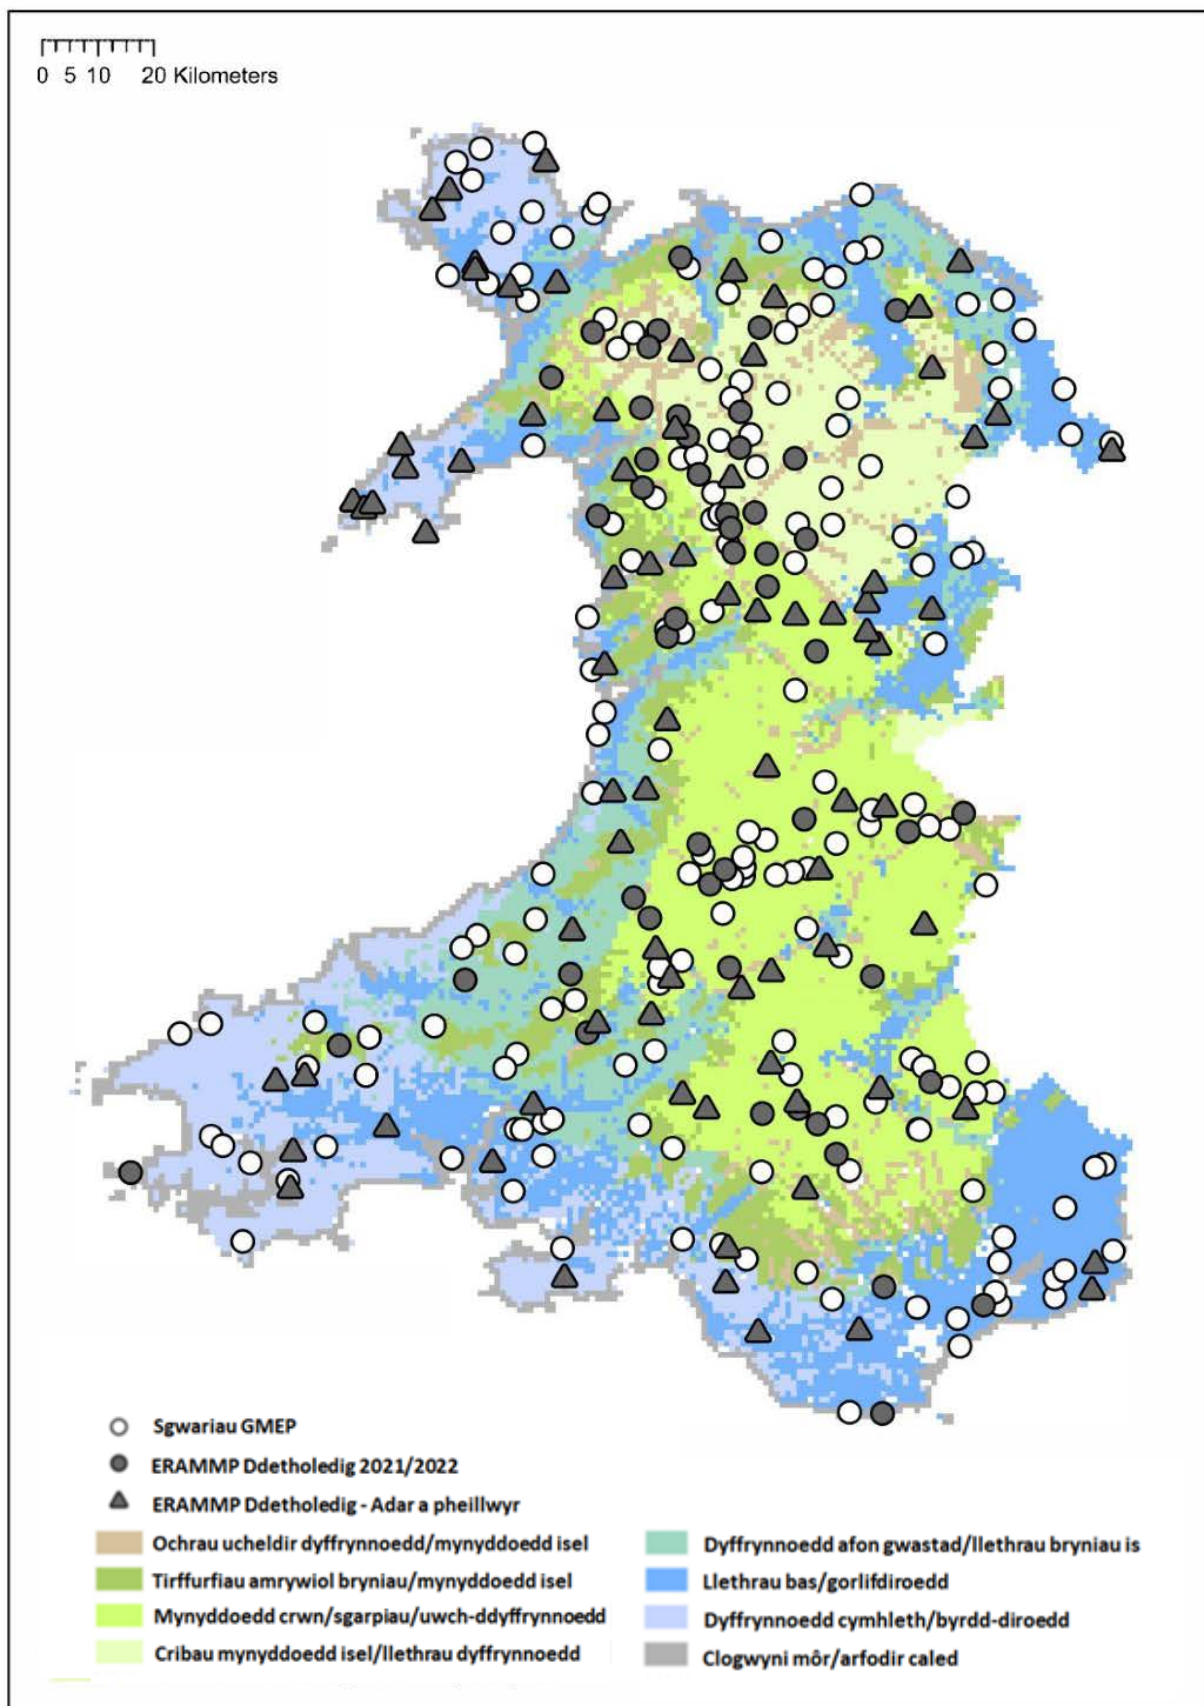 0 5 10 20 Kilometers
Sgwariau GMEP
ERAMMP Ddetholedig 2021/2022
ERAMMP Ddetholedig - Adar a pheillwyr
Ochrau ucheldir dyffrynnoedd/mynyddoedd isel
Tirffurfiau amrywiol bryniau/mynyddoedd isel
Mynyddoedd crwn/sgarpiau/uwch-ddyffrynnoedd
Cribau mynyddoedd isel/llethrau dyffrynnoedd
Dyffrynnoedd afon gwastad/llethrau bryniau is
Llethrau bas/gorlifdiroedd
Dyffrynnoedd cymhleth/byrdd-diroedd
Clogwyni môr/arfodir caled